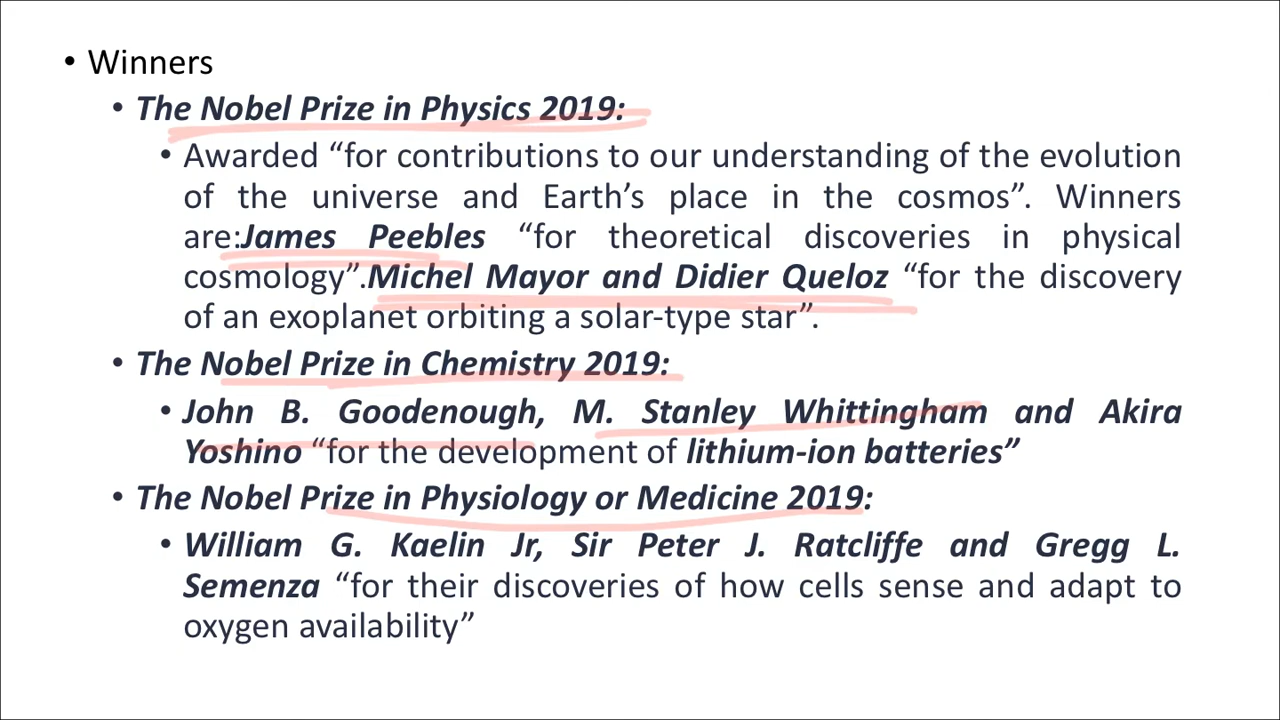 • Winners
• The Nobel Prize in Physics 2019:
• Awarded “for contributions to our understanding of the evolution
of the universe and Earth’s place in the cosmos”. Winners
are:James Peebles “for theoretical discoveries in physical
cosmology”.Michel Mayor and Didier Queloz “for the discovery
of an exoplanet orbiting a solar-type star”.
• The Nobel Prize in Chemistry 2019:
• John B. Goodenough, M. Stanley Whittingham and Akira
Yoshino “for the development of lithium-ion batteries”
• The Nobel Prize in Physiology or Medicine 2019:
• William G. Kaelin Jr, Sir Peter J. Ratcliffe and Gregg L.
Semenza “for their discoveries of how cells sense and adapt to
oxygen availability”